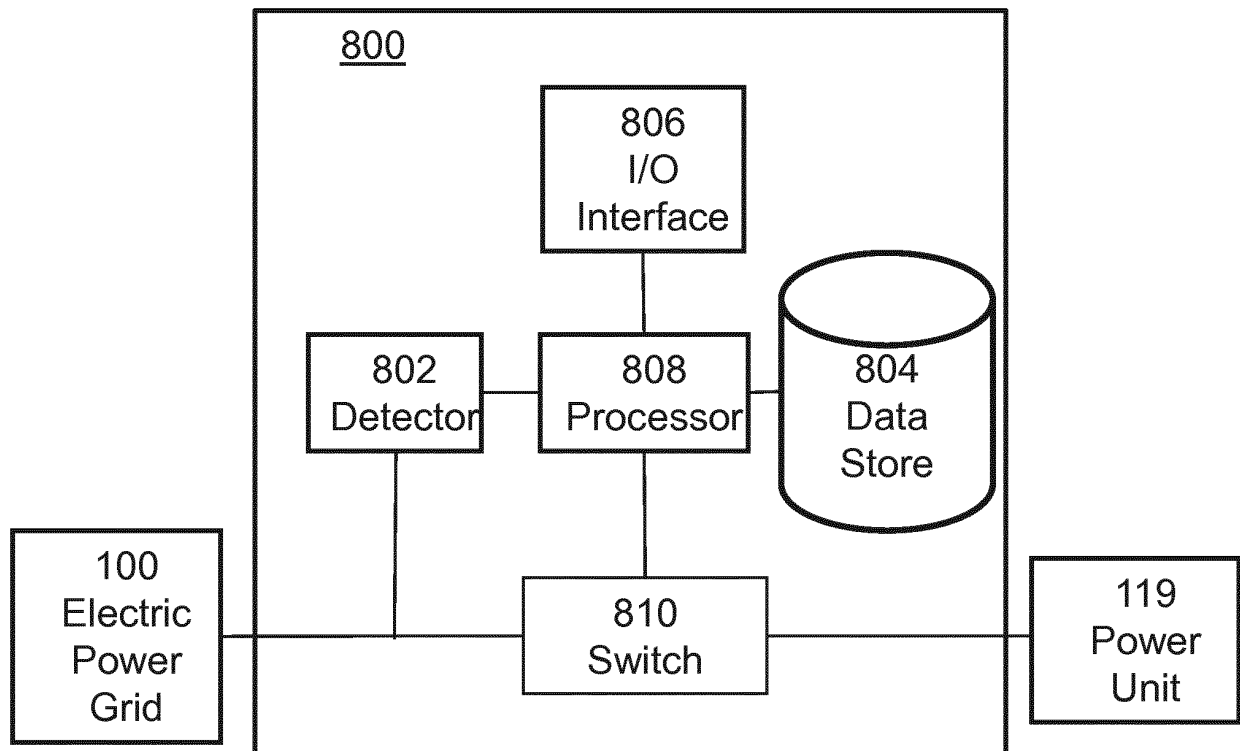 800
806
I/O
Interface
802
Detector
808
Processor
804
Data
Store
100
Electric
Power
Grid
810
Switch
119
Power
Unit